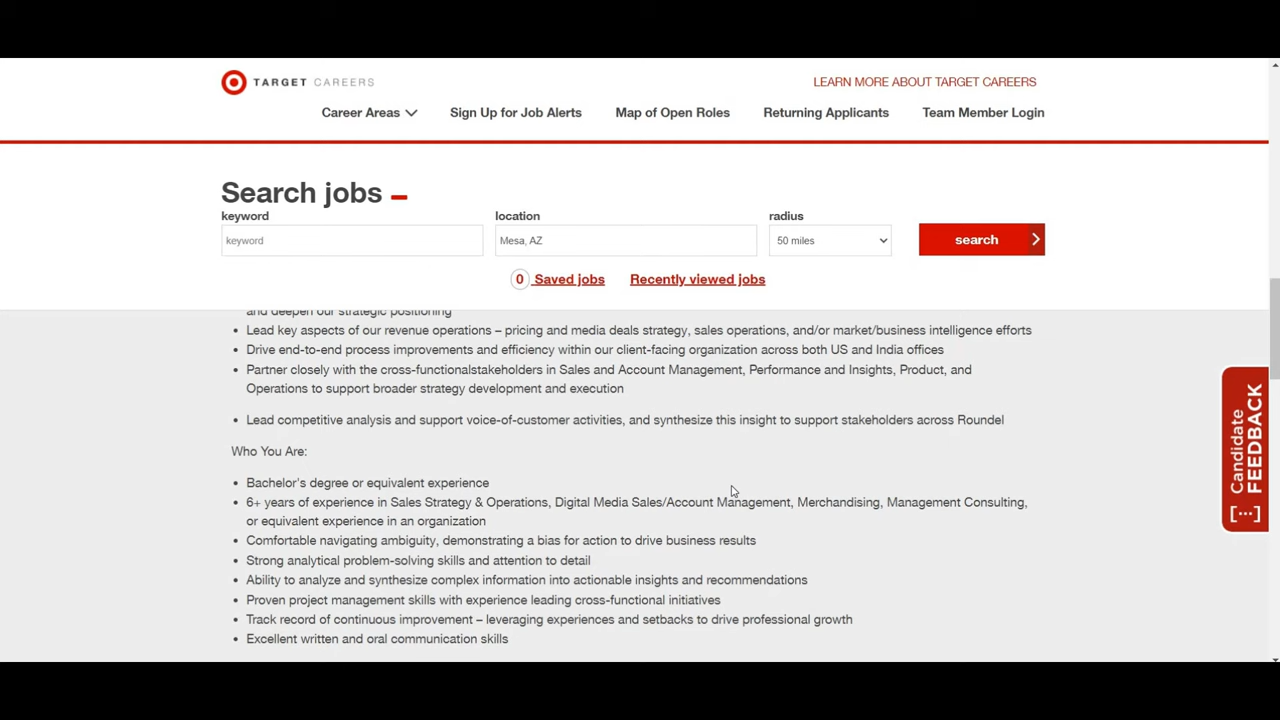 TARGET CAREERS
LEARN MORE ABOUT TARGET CAREERS
Career Areas
Sign Up for Job Alerts
Map of Open Roles
Returning Applicants
Team Member Login
Search jobs
keyword
location
radius
keyword
Mesa, AZ
50 miles
search
0 Saved jobs
Recently viewed jobs
and deepen our strategic positioning
• Lead key aspects of our revenue operations – pricing and media deals strategy, sales operations, and/or market/business intelligence efforts
• Drive end-to-end process improvements and efficiency within our client-facing organization across both US and India offices
• Partner closely with the cross-functionalstakeholders in Sales and Account Management, Performance and Insights, Product, and
Operations to support broader strategy development and execution
• Lead competitive analysis and support voice-of-customer activities, and synthesize this insight to support stakeholders across Roundel
Who You Are:
• Bachelor's degree or equivalent experience
• 6+ years of experience in Sales Strategy & Operations, Digital Media Sales/Account Management, Merchandising, Management Consulting,
or equivalent experience in an organization
• Comfortable navigating ambiguity, demonstrating a bias for action to drive business results
• Strong analytical problem-solving skills and attention to detail
• Ability to analyze and synthesize complex information into actionable insights and recommendations
• Proven project management skills with experience leading cross-functional initiatives
• Track record of continuous improvement – leveraging experiences and setbacks to drive professional growth
• Excellent written and oral communication skills
Candidate
FEEDBACK
[···]